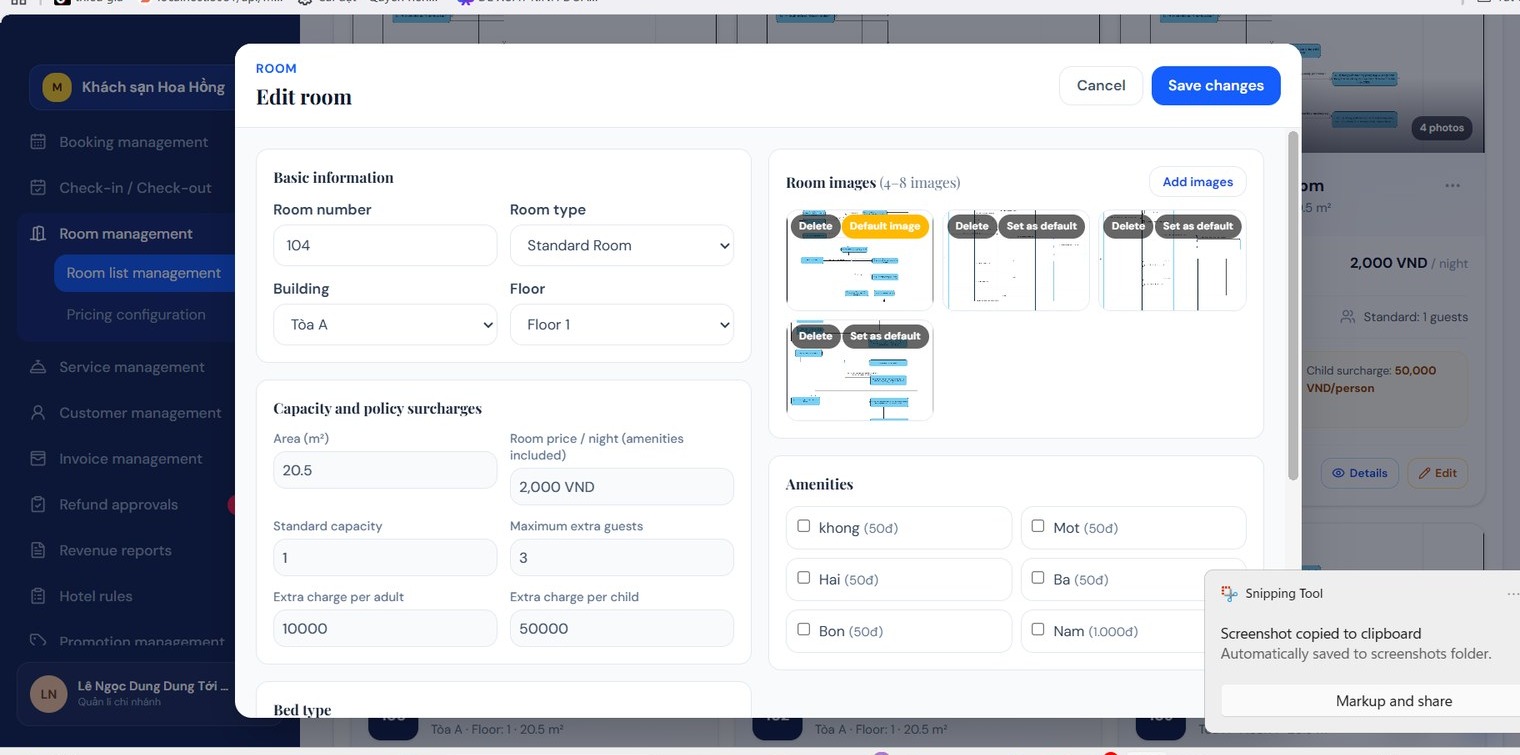 Khách sạn Hoa Hồng
M
Booking management
Check-in / Check-out
Room management
Room list management
Pricing configuration
Service management
Customer management
Invoice management
Refund approvals
Revenue reports
Hotel rules
Promotion management
LN
Lê Ngọc Dung Dung Tới ...
Quản lí chi nhánh
ROOM
Edit room
Cancel
Save changes
Basic information
Room number
Room type
104
Standard Room
Building
Floor
Tòa A
Floor 1
Capacity and policy surcharges
Area (m²)
Room price / night (amenities included)
20.5
2,000 VND
Standard capacity
Maximum extra guests
1
3
Extra charge per adult
Extra charge per child
10000
50000
Bed type
Room images (4–8 images)
Add images
Delete
Default image
Delete
Set as default
Delete
Set as default
Delete
Set as default
Amenities
khong (50đ)
Mot (50đ)
Hai (50đ)
Ba (50đ)
Bon (50đ)
Nam (1.000đ)
4 photos
2,000 VND / night
Standard: 1 guests
Child surcharge: 50,000
VND/person
Details
Edit
Snipping Tool
Screenshot copied to clipboard
Automatically saved to screenshots folder.
Markup and share
Tòa A · Floor: 1 · 20.5 m²
Tòa A · Floor: 1 · 20.5 m²